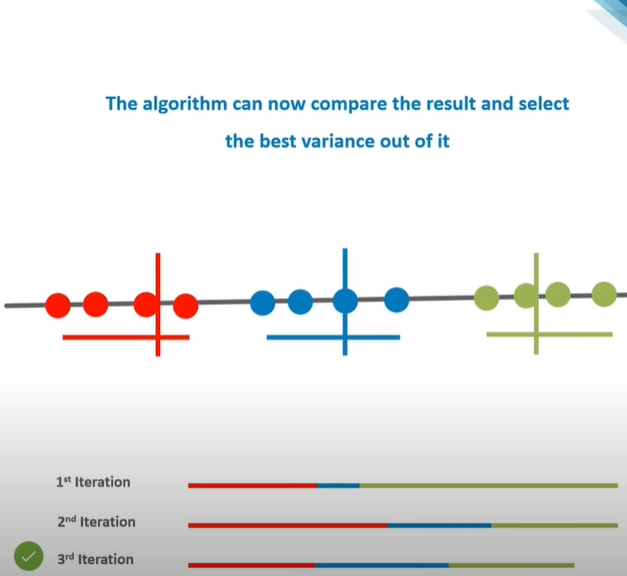 The algorithm can now compare the result and select
the best variance out of it
1st Iteration
2nd Iteration
3rd Iteration